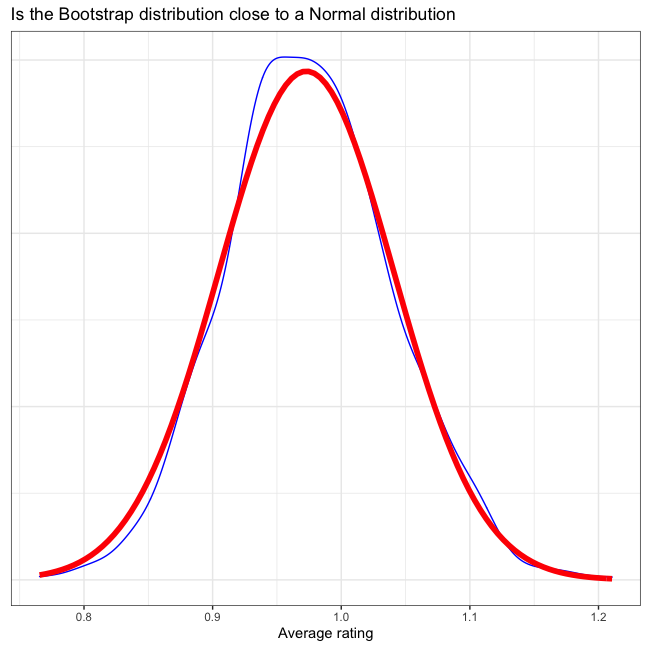 Is the Bootstrap distribution close to a Normal distribution
0.8 0.9 1.0 1.1 1.2
Average rating